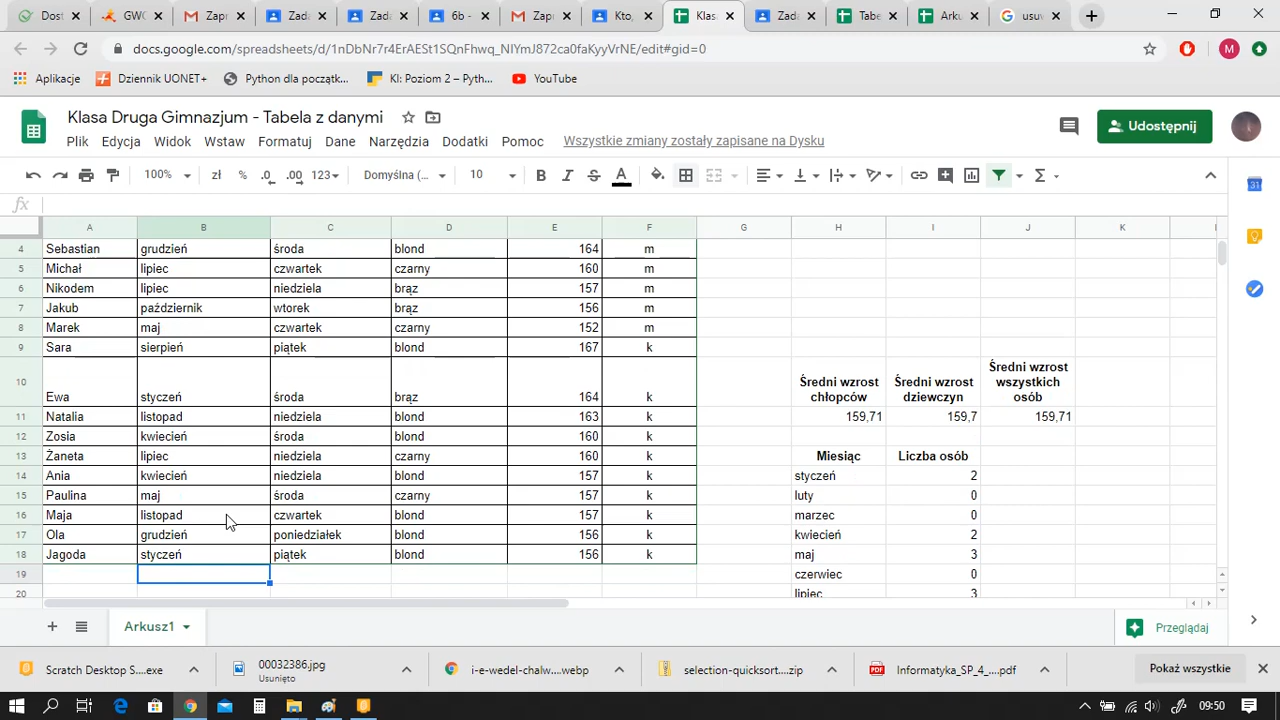 Dost
GWO
Zapr
Zada
Zada
6b -
Zapr
Kto,
Klas
Zada
Tabe
Arku
usuv
docs.google.com/spreadsheets/d/1nDbNr7r4ErAESt1SQnFhwq_NIYmJ872ca0faKyyVrNE/edit#gid=0
M
Aplikacje
Dziennik UONET+
Python dla początk...
KI: Poziom 2 – Pyth...
YouTube
Klasa Druga Gimnazjum - Tabela z danymi
Plik Edycja Widok Wstaw Formatuj Dane Narzędzia Dodatki Pomoc Wszystkie zmiany zostały zapisane na Dysku
Udostępnij
100% zł % .0 .00 123 Domyślna (... 10 B I S A Σ
31
fx
A B C D E F G H I J K L
4 Sebastian grudzień środa blond 164 m
5 Michał lipiec czwartek czarny 160 m
6 Nikodem lipiec niedziela brąz 157 m
7 Jakub październik wtorek brąz 156 m
8 Marek maj czwartek czarny 152 m
9 Sara sierpień piątek blond 167 k
10 Ewa styczeń środa brąz 164 k
Średni wzrost
chłopców
Średni wzrost
dziewczyn
Średni wzrost
wszystkich
osób
11 Natalia listopad niedziela blond 163 k 159,71 159,7 159,71
12 Zosia kwiecień środa blond 160 k
13 Żaneta lipiec niedziela czarny 160 k Miesiąc Liczba osób
14 Ania kwiecień niedziela blond 157 k styczeń 2
15 Paulina maj środa czarny 157 k luty 0
16 Maja listopad czwartek blond 157 k marzec 0
17 Ola grudzień poniedziałek blond 156 k kwiecień 2
18 Jagoda styczeń piątek blond 156 k maj 3
19 czerwiec 0
20 lipiec 3
Arkusz1
Przeglądaj
Scratch Desktop S....exe
00032386.jpg
Usunięto
i-e-wedel-chalw....webp
selection-quicksort....zip
PDF
Informatyka_SP_4_....pdf
Pokaż wszystkie
09:50